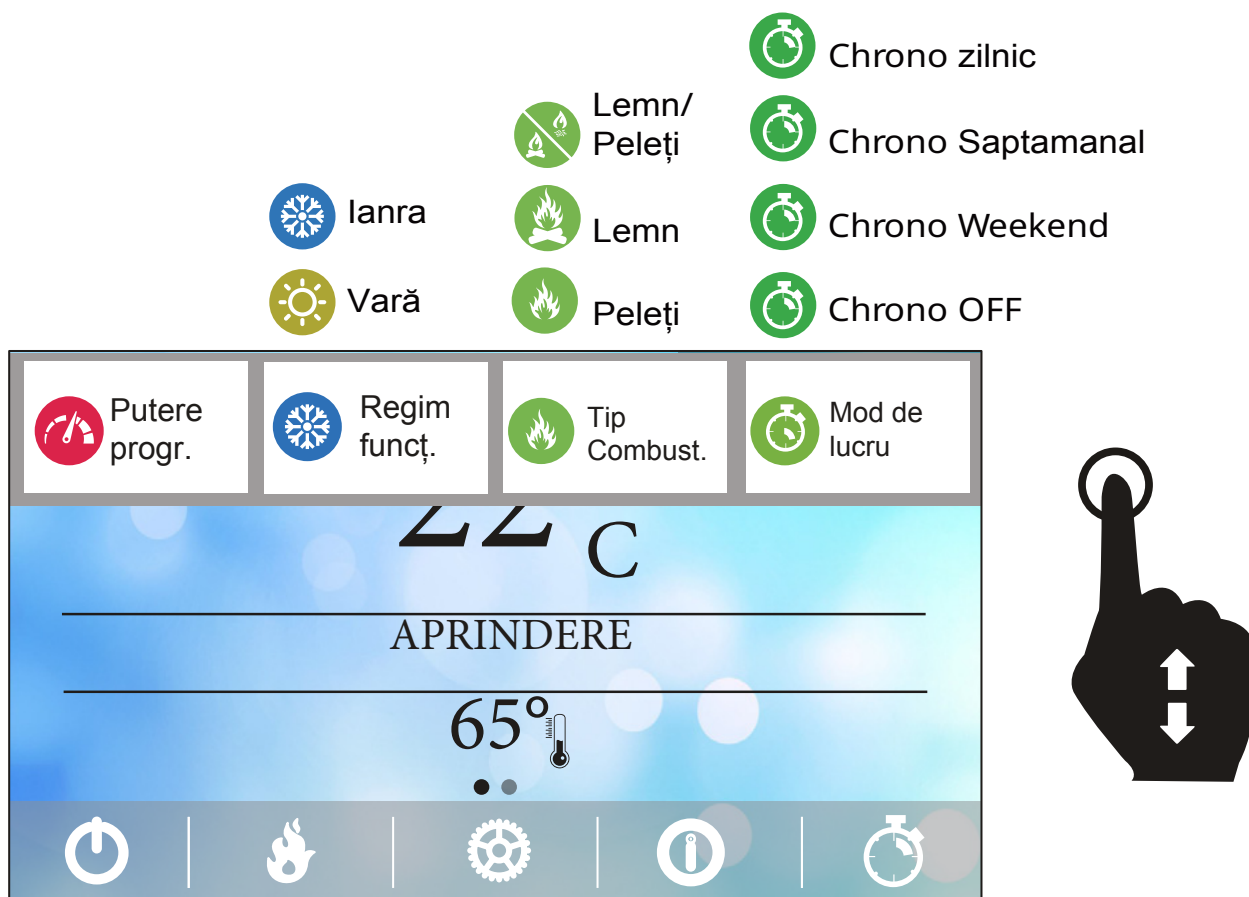 Chrono zilnic
Lemn/
Peleți
Chrono Saptamanal
Ianra
Lemn
Chrono Weekend
Vară
Peleți
Chrono OFF
Putere
progr.
Regim
funcț.
Tip
Combust.
Mod de
lucru
22 C
APRINDERE
65°